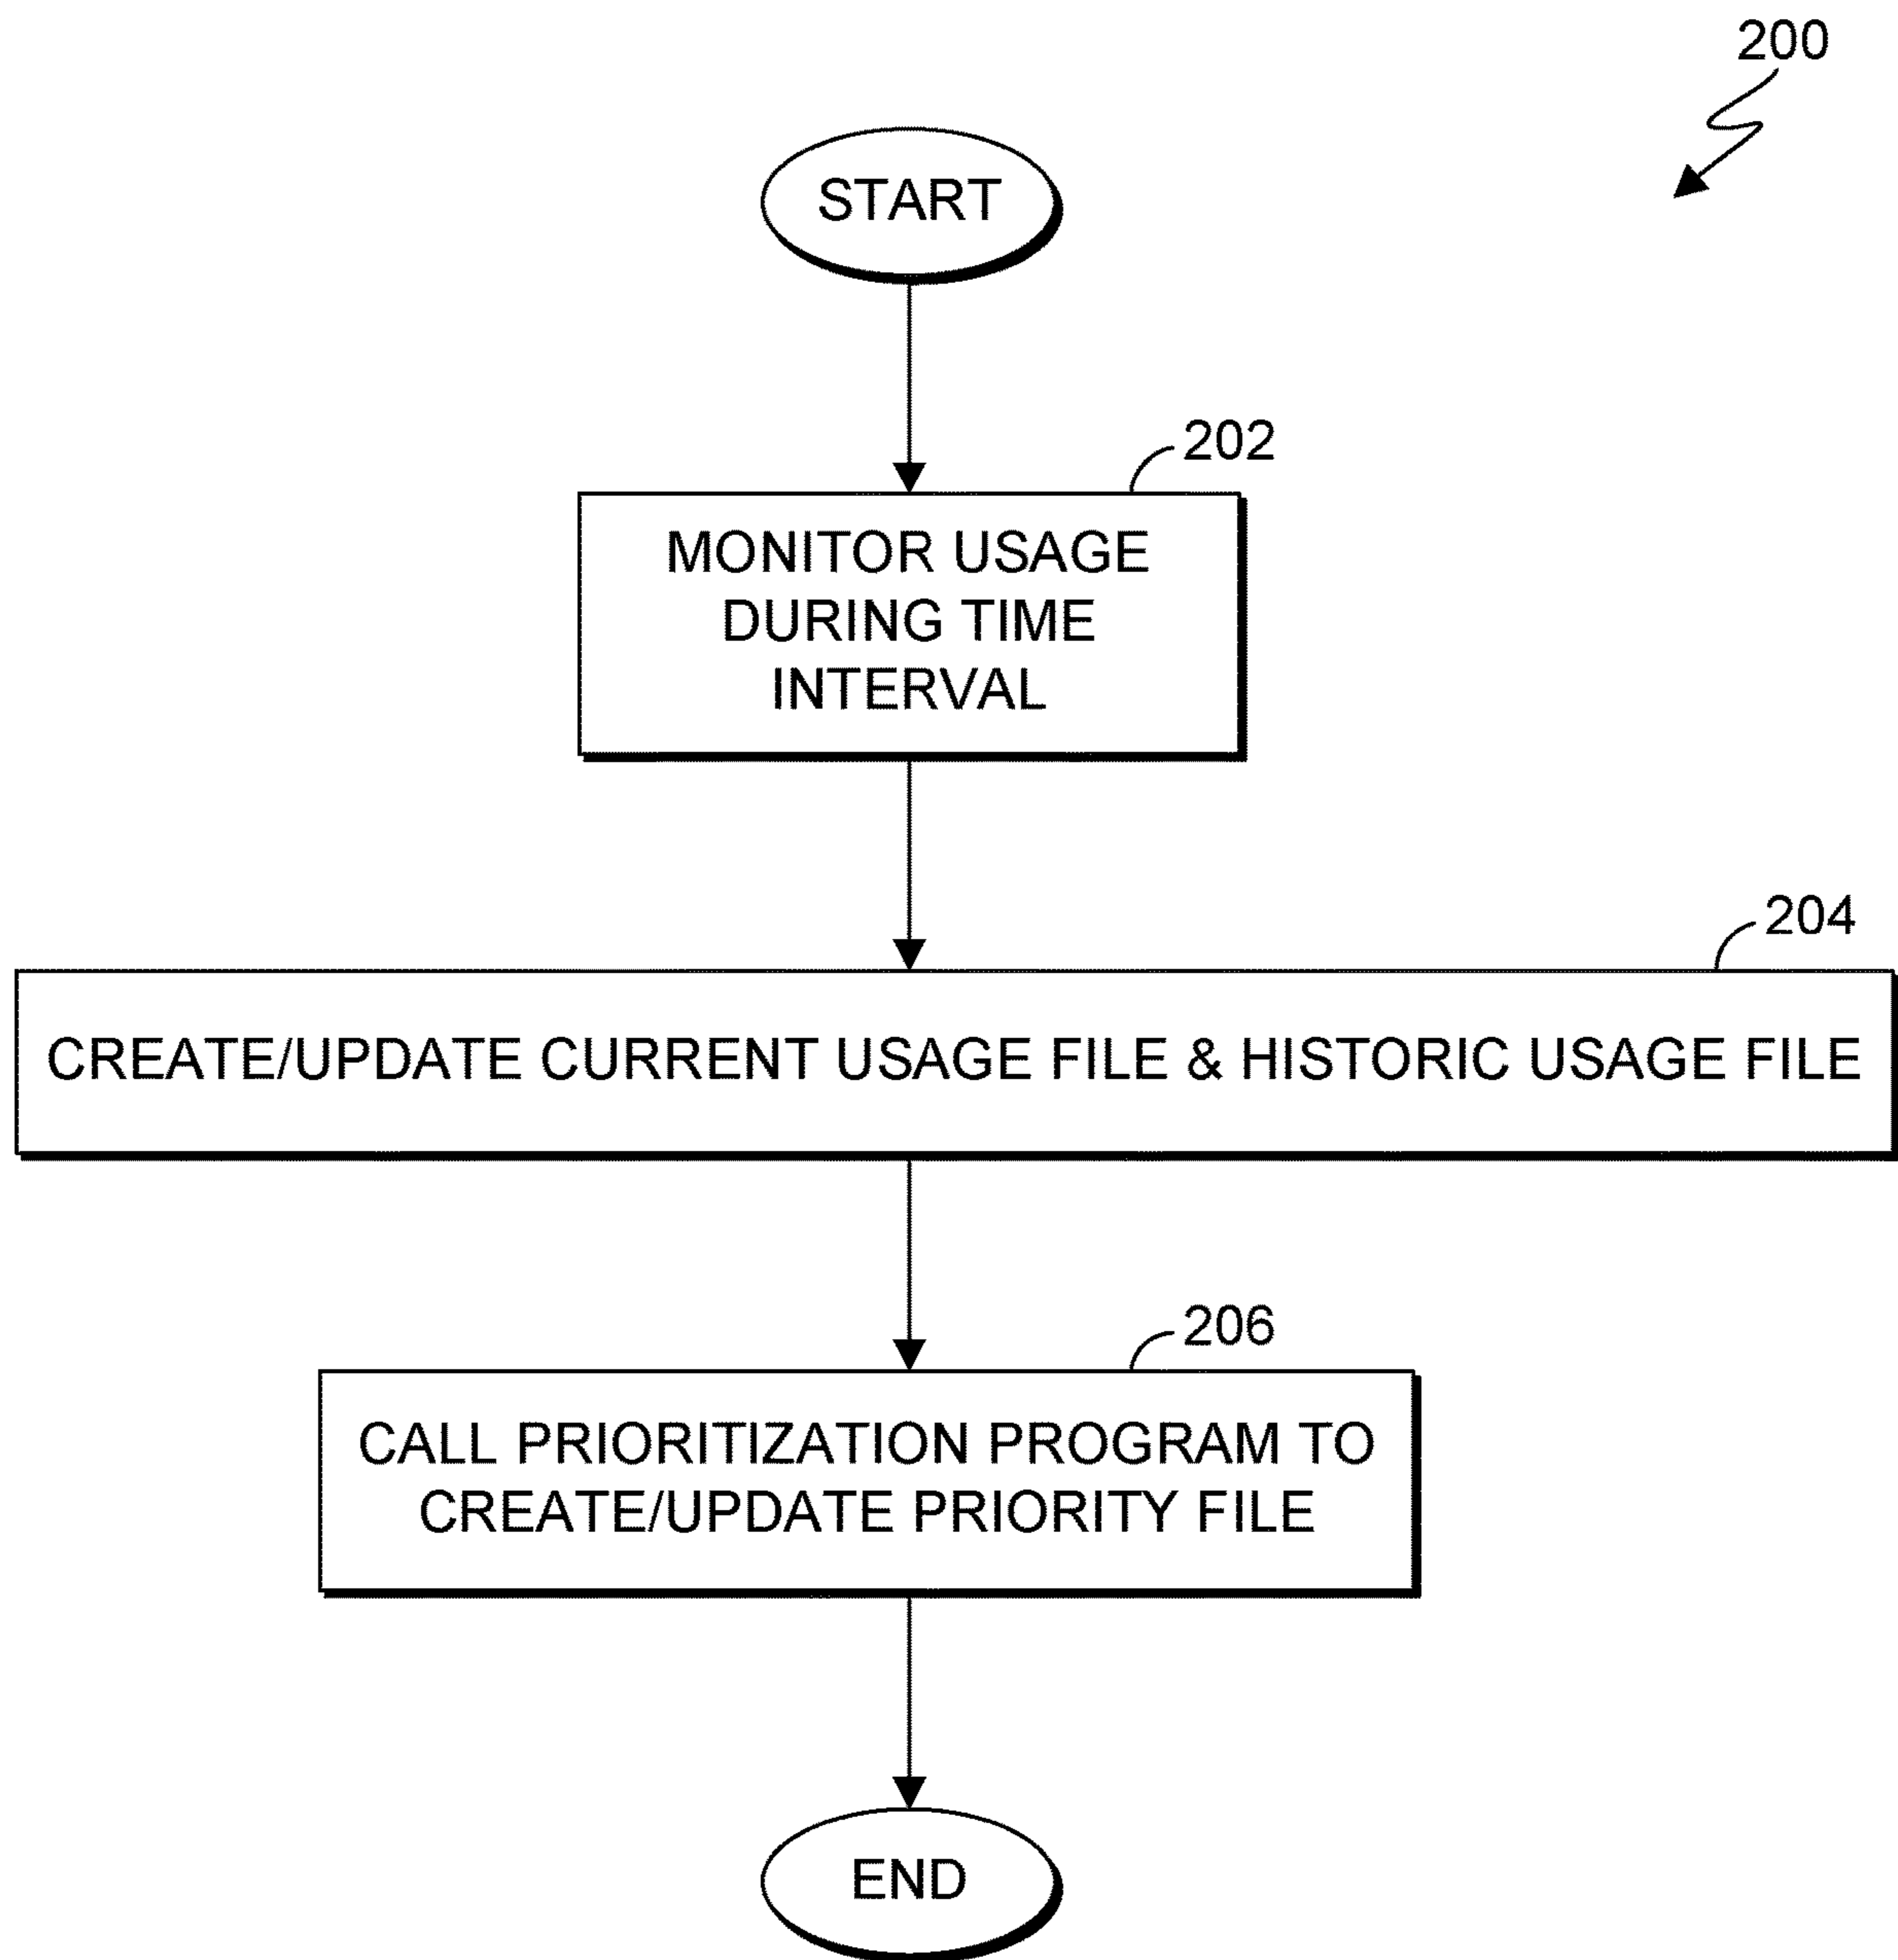 200
START
202
MONITOR USAGE
DURING TIME
INTERVAL
204
CREATE/UPDATE CURRENT USAGE FILE & HISTORIC USAGE FILE
206
CALL PRIORITIZATION PROGRAM TO
CREATE/UPDATE PRIORITY FILE
END